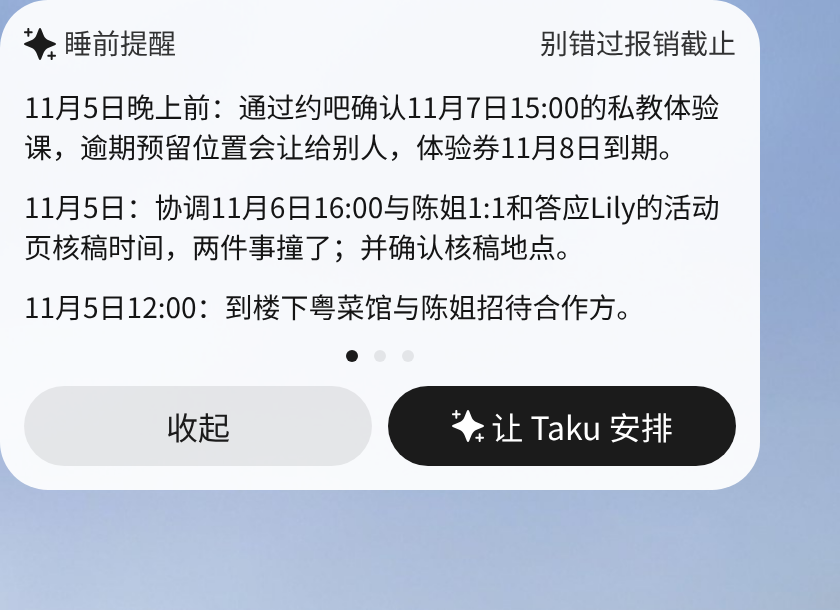 睡前提醒
别错过报销截止
11月5日晚上前：通过约吧确认11月7日15:00的私教体验
课，逾期预留位置会让给别人，体验券11月8日到期。
11月5日：协调11月6日16:00与陈姐1:1和答应Lily的活动
页核稿时间，两件事撞了；并确认核稿地点。
11月5日12:00：到楼下粤菜馆与陈姐招待合作方。
收起
让 Taku 安排